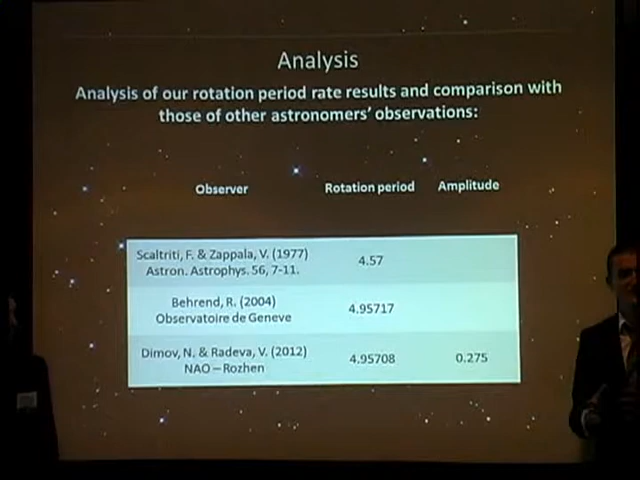 Analysis
Analysis of our rotation period rate results and comparison with
those of other astronomers' observations:
Observer Rotation period Amplitude
Scaltriti, F. & Zappala, V. (1977)
Astron. Astrophys. 56, 7-11.
4.57
Behrend, R. (2004)
Observatoire de Geneve
4.95717
Dimov, N. & Radeva, V. (2012)
NAO – Rozhen
4.95708 0.275